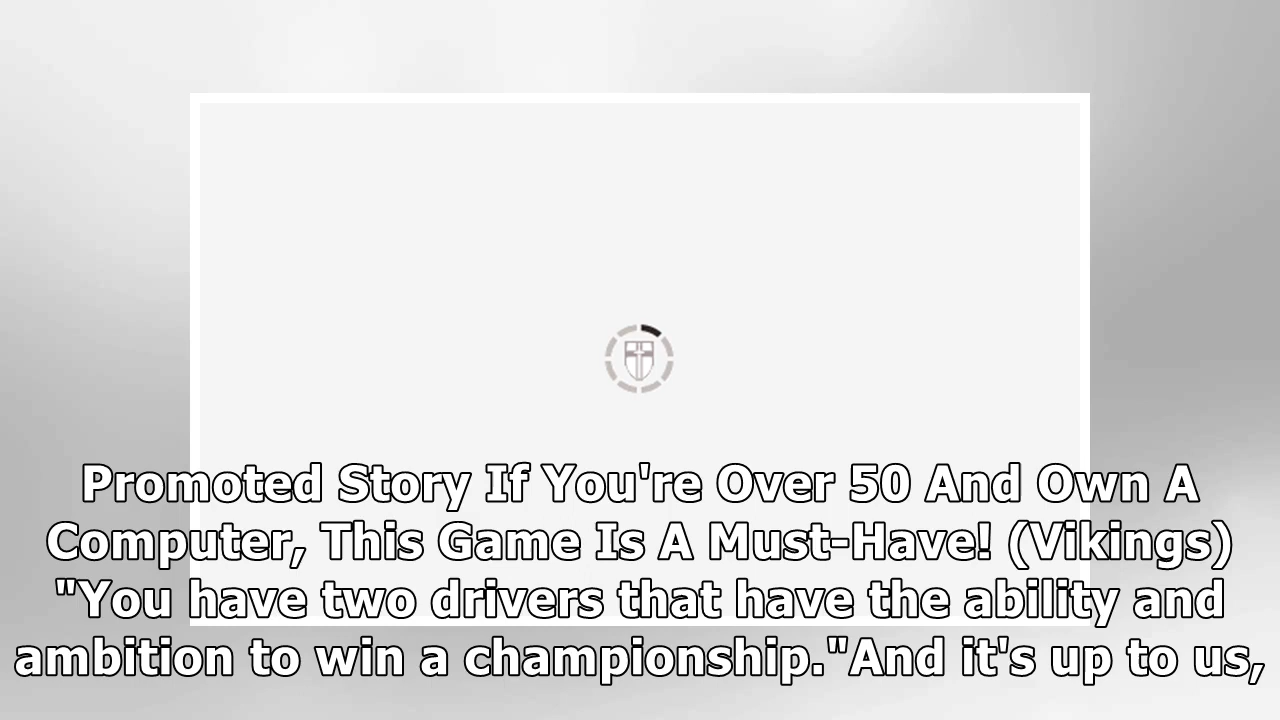 Promoted Story If You're Over 50 And Own A
Computer, This Game Is A Must-Have! (Vikings)
"You have two drivers that have the ability and
ambition to win a championship."And it's up to us,